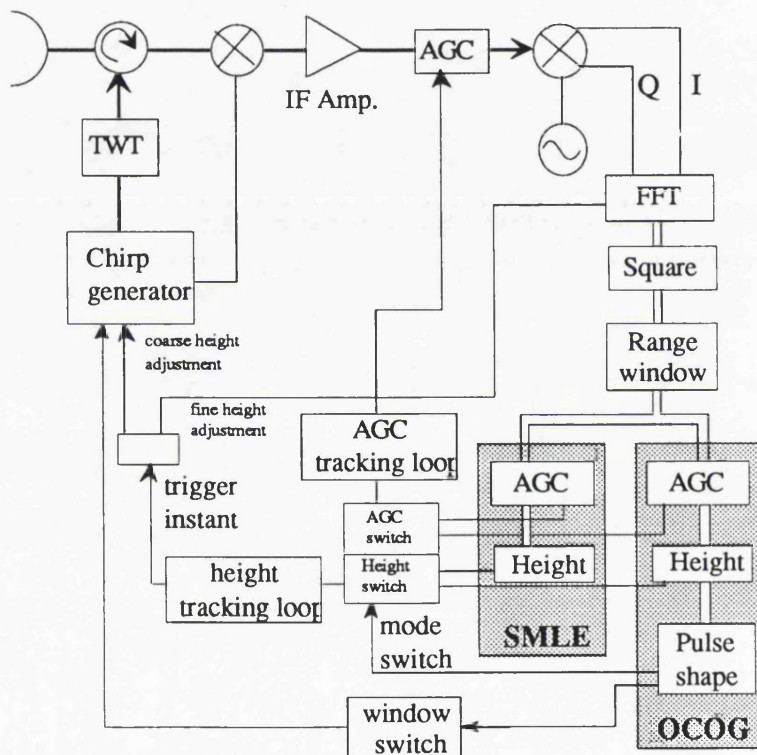 AGC
IF Amp.
Q
I
TWT
FFT
Chirp
generator
Square
coarse height
adjustment
Range
window
fine height
adjustment
AGC
tracking loop
trigger
instant
AGC
switch
AGC
AGC
height
tracking loop
Height
switch
Height
Height
mode
switch
SMLE
Pulse
shape
window
switch
OCOG